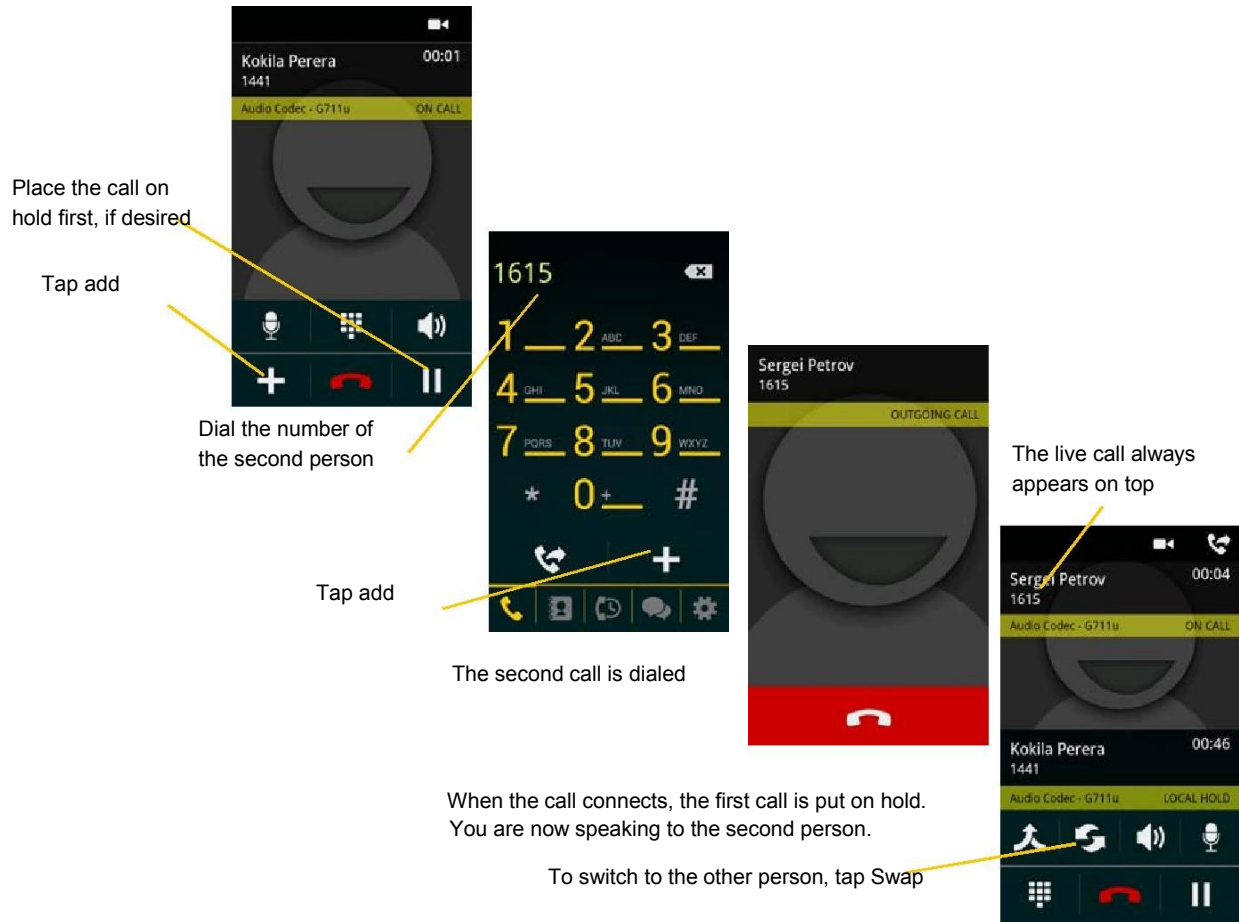 Kokila Perera
00:01
1441
Audio Codec - G711u
ON CALL
Place the call on
hold first, if desired
Tap add
1615
1
2 ABC
3 DEF
4 GHI
5 JKL
6 MNO
7 PQRS
8 TUV
9 WXYZ
*
0 +
#
Dial the number of
the second person
Tap add
The second call is dialed
Sergei Petrov
1615
OUTGOING CALL
The live call always
appears on top
Sergei Petrov
00:04
1615
Audio Codec - G711u
ON CALL
Kokila Perera
00:46
1441
Audio Codec - G711u
LOCAL HOLD
When the call connects, the first call is put on hold.
You are now speaking to the second person.
To switch to the other person, tap Swap